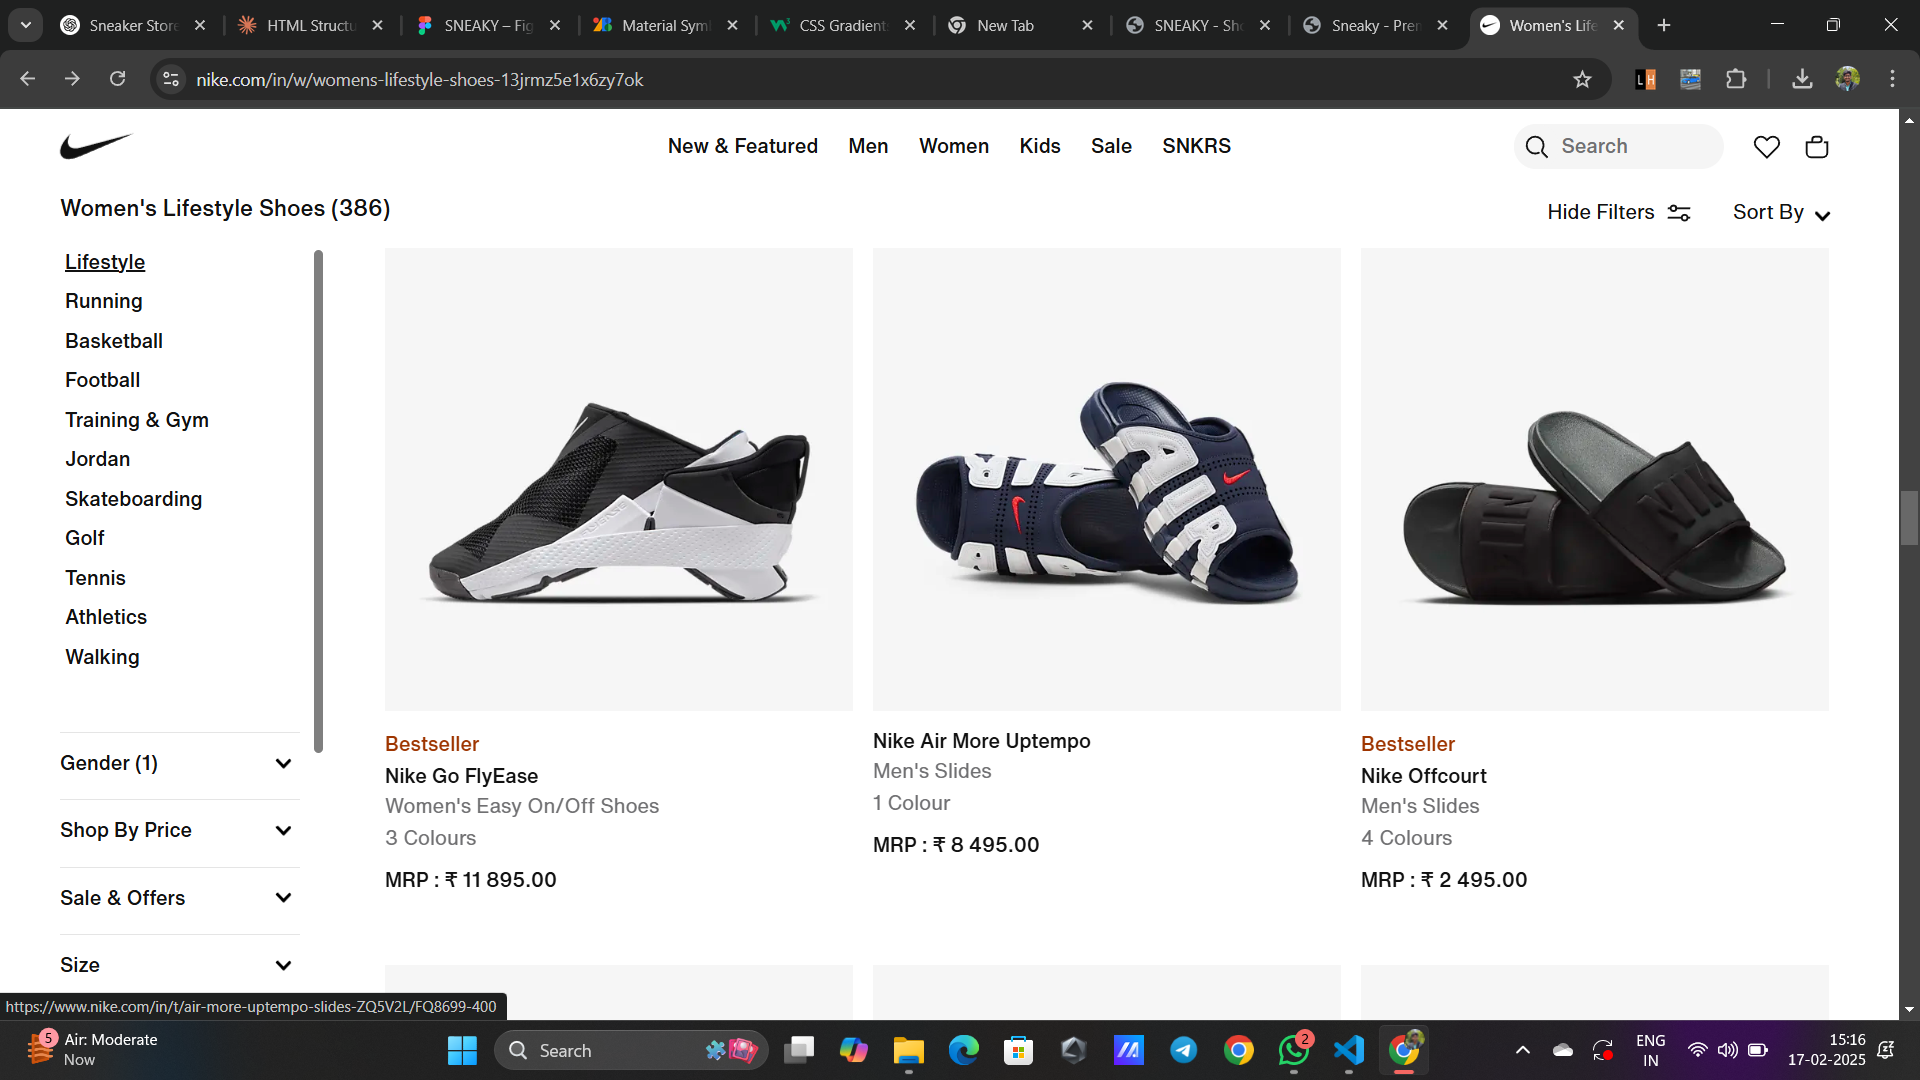 Sneaker Store
HTML Structu
SNEAKY – Fig
Material Sym
CSS Gradient
New Tab
SNEAKY - Sh
Sneaky - Prem
Women's Life
nike.com/in/w/womens-lifestyle-shoes-13jrmz5e1x6zy7ok
LH
New & Featured
Men
Women
Kids
Sale
SNKRS
Search
Women's Lifestyle Shoes (386)
Hide Filters
Sort By
Lifestyle
Running
Basketball
Football
Training & Gym
Jordan
Skateboarding
Golf
Tennis
Athletics
Walking
Gender (1)
Shop By Price
Sale & Offers
Size
Bestseller
Nike Go FlyEase
Women's Easy On/Off Shoes
3 Colours
MRP : ₹ 11 895.00
Nike Air More Uptempo
Men's Slides
1 Colour
MRP : ₹ 8 495.00
Bestseller
Nike Offcourt
Men's Slides
4 Colours
MRP : ₹ 2 495.00
https://www.nike.com/in/t/air-more-uptempo-slides-ZQ5V2L/FQ8699-400
5
Air: Moderate
Now
Search
2
ENG
IN
15:16
17-02-2025